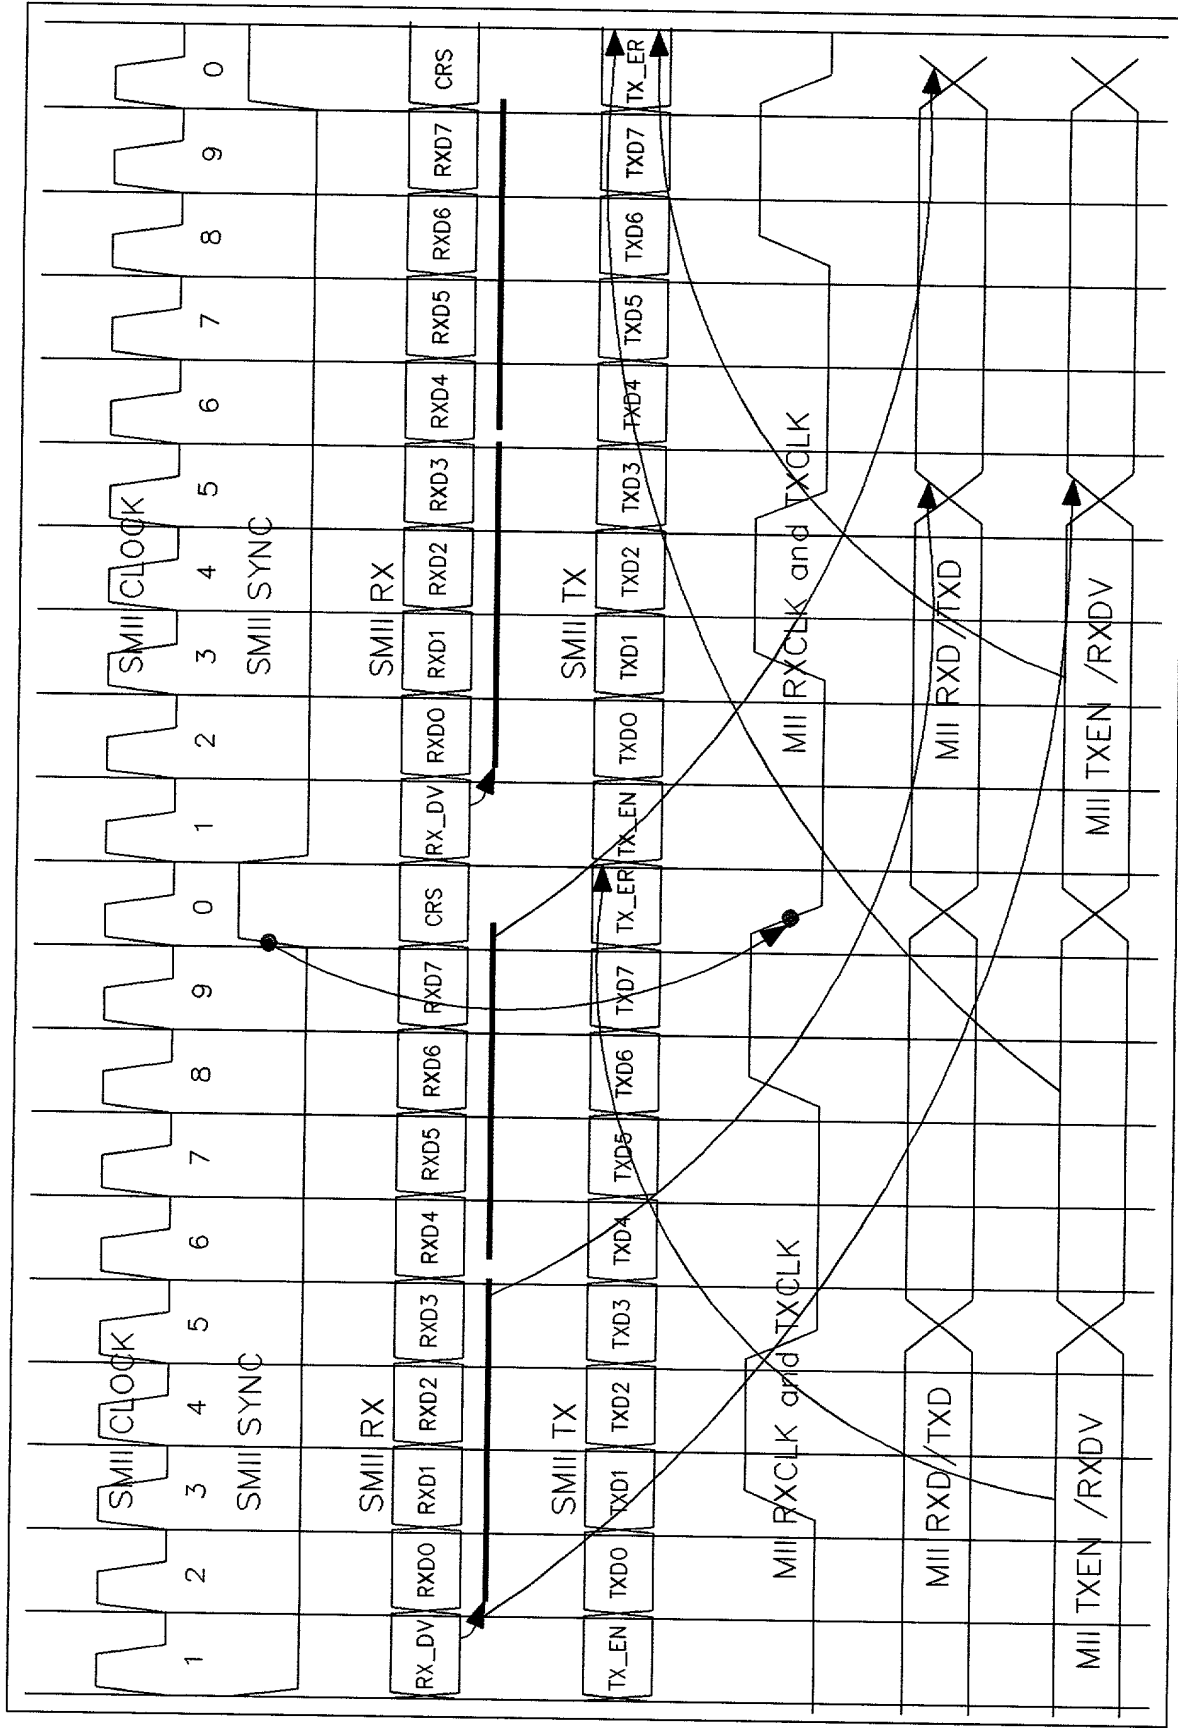 SMII CLOCK SMII CLOCK
1 2 3 4 5 6 7 8 9 0 1 2 3 4 5 6 7 8 9 0
SMII SYNC SMII SYNC
SMII RX SMII RX
RX_DV RXD0 RXD1 RXD2 RXD3 RXD4 RXD5 RXD6 RXD7 CRS RX_DV RXD0 RXD1 RXD2 RXD3 RXD4 RXD5 RXD6 RXD7 CRS
SMII TX SMII TX
TX_EN TXD0 TXD1 TXD2 TXD3 TXD4 TXD5 TXD6 TXD7 TX_ER TX_EN TXD0 TXD1 TXD2 TXD3 TXD4 TXD5 TXD6 TXD7 TX_ER
MII RXCLK and TXCLK MII RXCLK and TXCLK
MII RXD/TXD MII RXD/TXD
MII TXEN /RXDV MII TXEN /RXDV